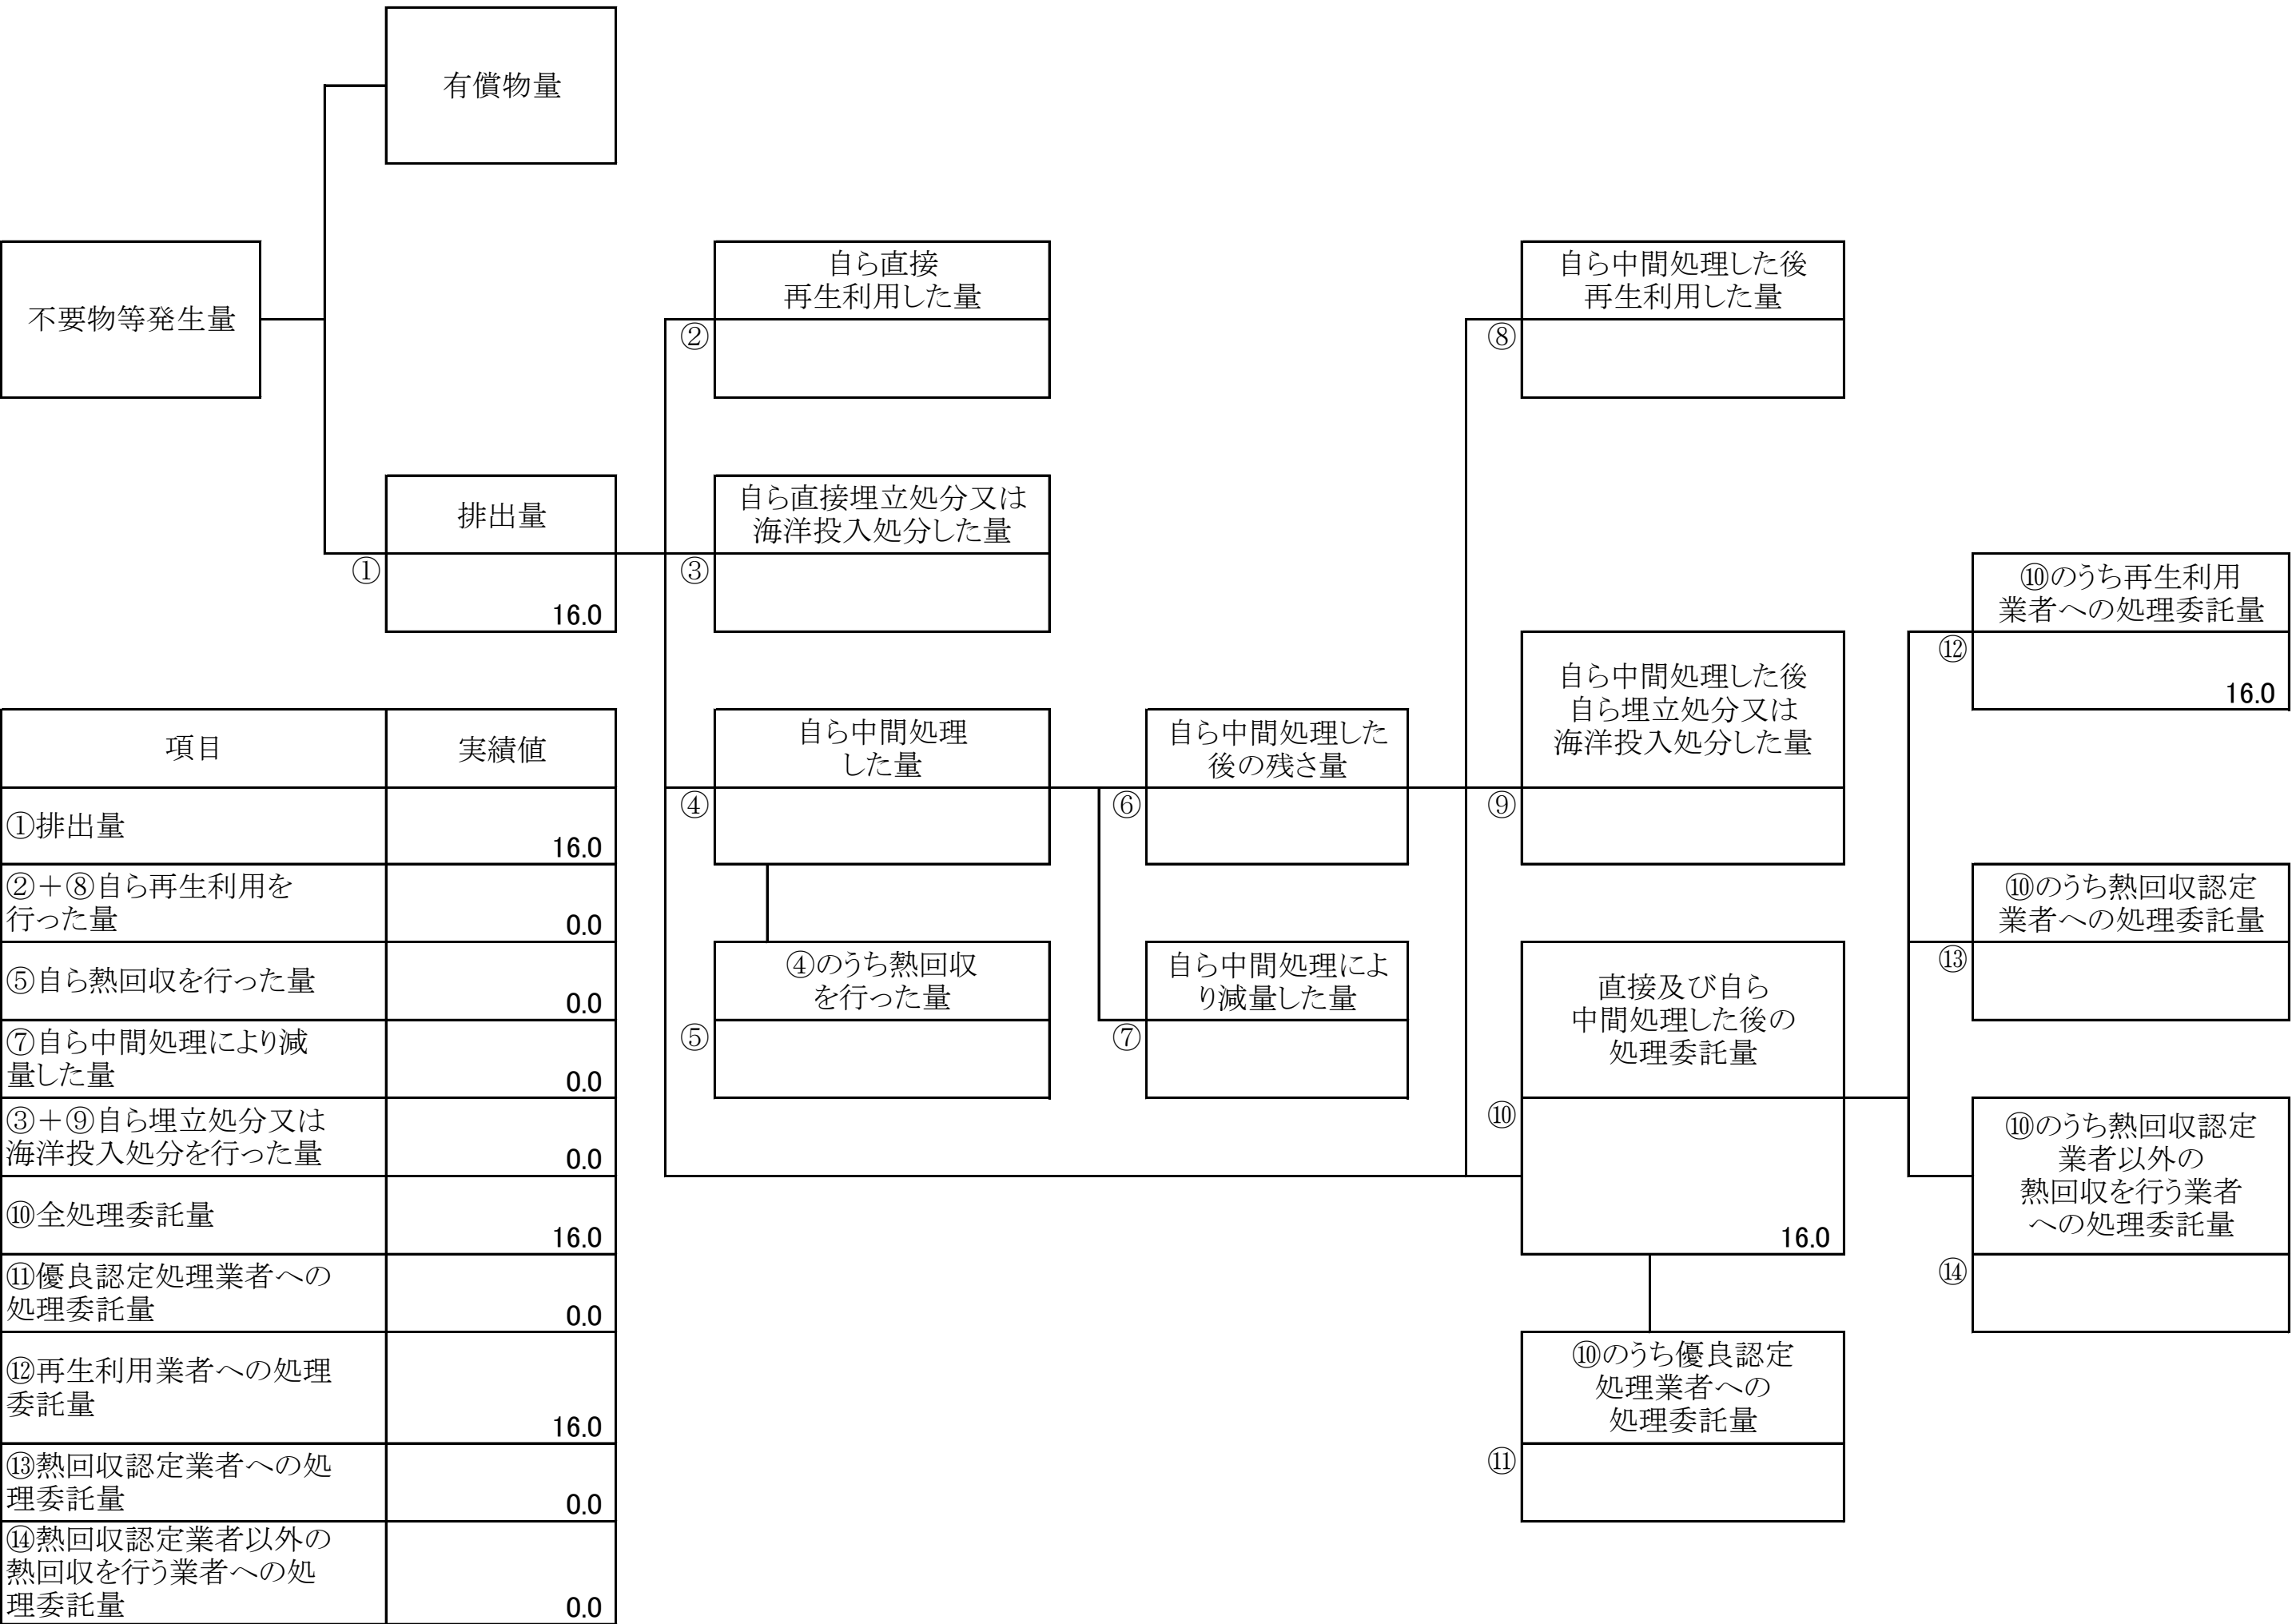 有償物量
不要物等発生量
自ら直接
再生利用した量
②
自ら中間処理した後
再生利用した量
⑧
排出量
①
16.0
自ら直接埋立処分又は
海洋投入処分した量
③
⑩のうち再生利用
業者への処理委託量
⑫
16.0
自ら中間処理
した量
④
自ら中間処理した
後の残さ量
⑥
自ら中間処理した後
自ら埋立処分又は
海洋投入処分した量
⑨
④のうち熱回収
を行った量
⑤
自ら中間処理によ
り減量した量
⑦
直接及び自ら
中間処理した後の
処理委託量
⑩
16.0
⑩のうち熱回収認定
業者への処理委託量
⑬
⑩のうち熱回収認定
業者以外の
熱回収を行う業者
への処理委託量
⑭
⑩のうち優良認定
処理業者への
処理委託量
⑪
項目
実績値
①排出量
16.0
②+⑧自ら再生利用を
行った量
0.0
⑤自ら熱回収を行った量
0.0
⑦自ら中間処理により減
量した量
0.0
③+⑨自ら埋立処分又は
海洋投入処分を行った量
0.0
⑩全処理委託量
16.0
⑪優良認定処理業者への
処理委託量
0.0
⑫再生利用業者への処理
委託量
16.0
⑬熱回収認定業者への処
理委託量
0.0
⑭熱回収認定業者以外の
熱回収を行う業者への処
理委託量
0.0